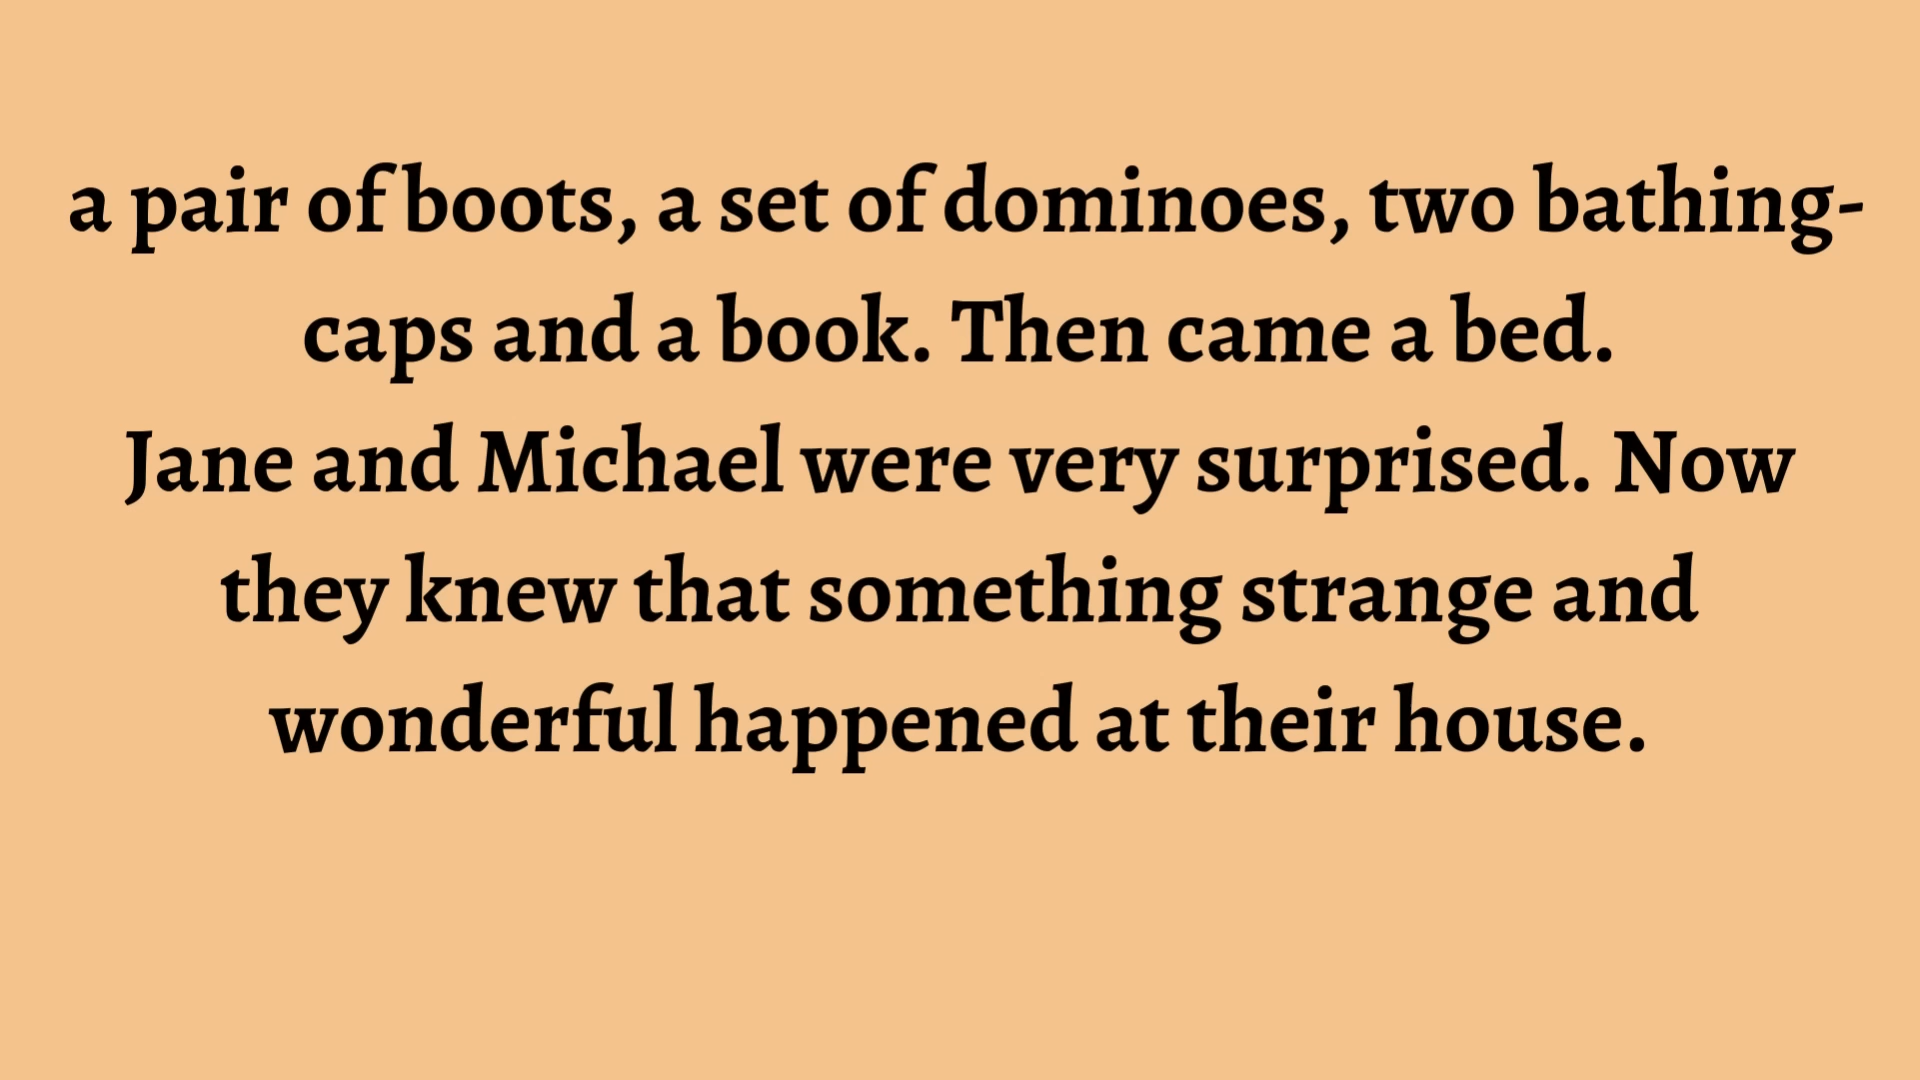 a pair of boots, a set of dominoes, two bathing-
caps and a book. Then came a bed.
Jane and Michael were very surprised. Now
they knew that something strange and
wonderful happened at their house.